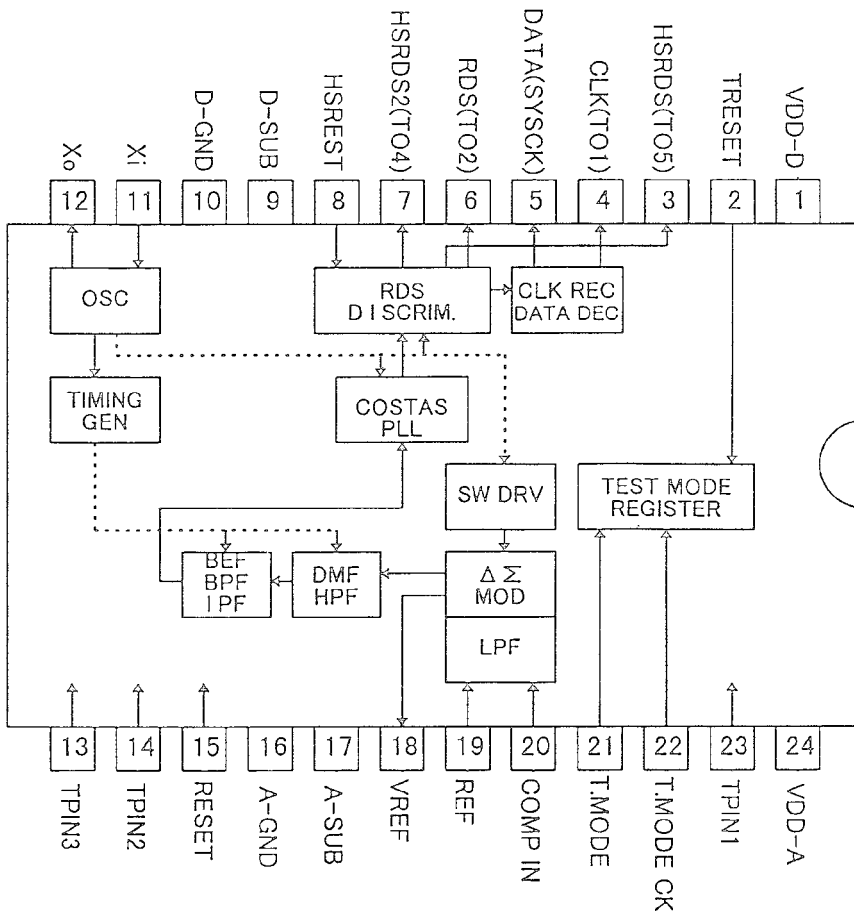 Xo
Xi
D-GND
D-SUB
HSREST
HSRDS2(TO4)
RDS(TO2)
DATA(SYSCK)
CLK(TO1)
HSRDS(TO5)
TRESET
VDD-D
12
11
10
9
8
7
6
5
4
3
2
1
OSC
RDS
DISCRIM.
CLK REC
DATA DEC
TIMING
GEN
COSTAS
PLL
SW DRV
TEST MODE
REGISTER
BEF
BPF
IPF
DMF
HPF
ΔΣ
MOD
LPF
13
14
15
16
17
18
19
20
21
22
23
24
TPIN3
TPIN2
RESET
A-GND
A-SUB
VREF
REF
COMP IN
T.MODE
T.MODE CK
TPIN1
VDD-A